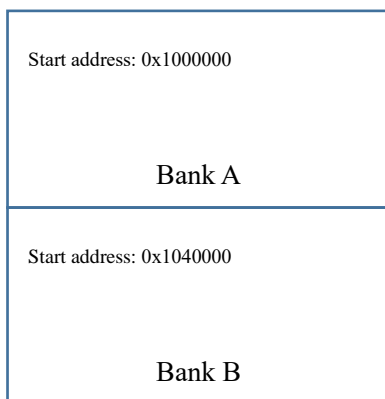 Start address: 0x1000000
Bank A
Start address: 0x1040000
Bank B